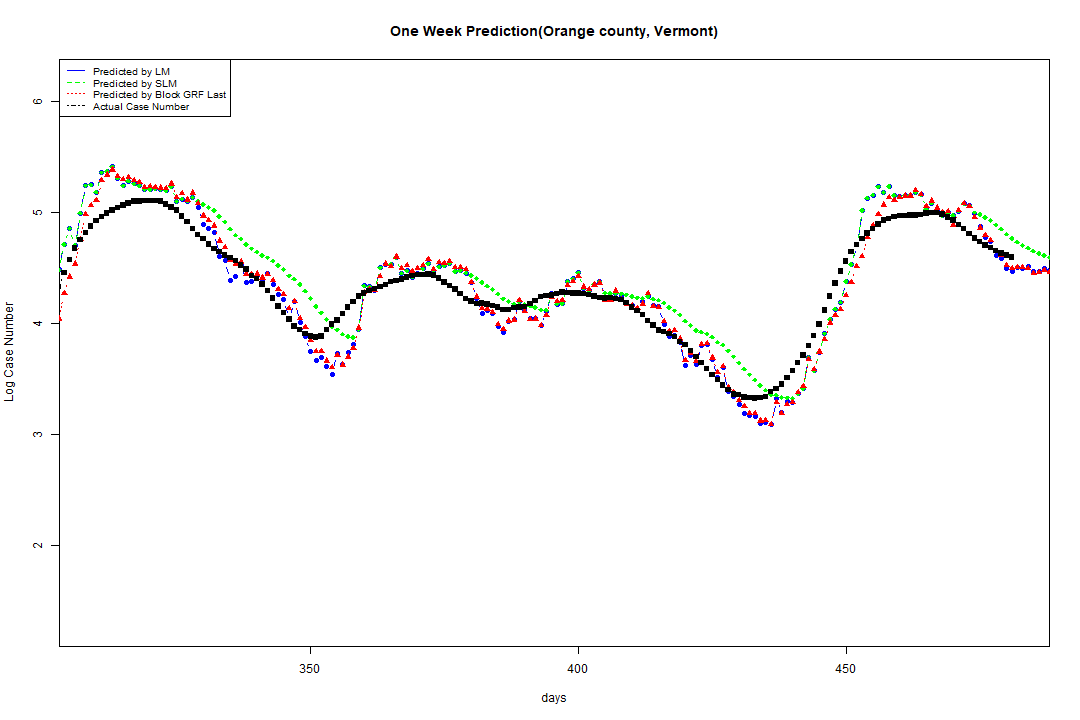 One Week Prediction(Orange county, Vermont)
Predicted by LM
Predicted by SLM
Predicted by Block GRF Last
Actual Case Number
6
5
4
3
2
Log Case Number
350
400
450
days